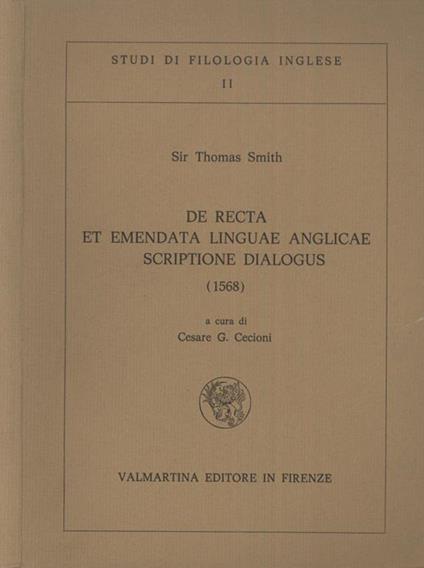 STUDI DI FILOLOGIA INGLESE
II
Sir Thomas Smith
DE RECTA
ET EMENDATA LINGUAE ANGLICAE
SCRIPTIONE DIALOGUS
(1568)
a cura di
Cesare G. Cecioni
VALMARTINA EDITORE IN FIRENZE